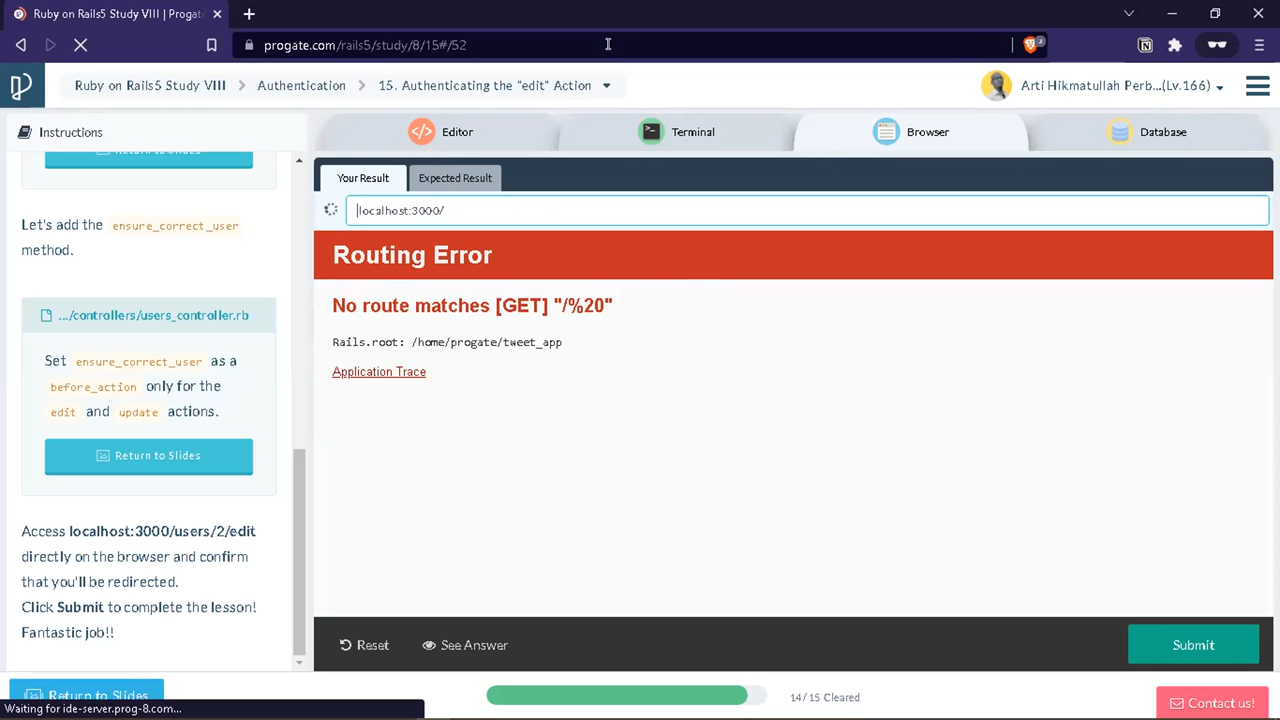 Ruby on Rails5 Study VIII | Progat
progate.com/rails5/study/8/15#/52
Ruby on Rails5 Study VIII
Authentication
15. Authenticating the "edit" Action
Arti Hikmatullah Perb...(Lv.166)
Instructions
Editor
Terminal
Browser
Database
Return to Slides
Your Result
Expected Result
localhost:3000/
Let's add the ensure_correct_user
method.
.../controllers/users_controller.rb
Set ensure_correct_user as a
before_action only for the
edit and update actions.
Return to Slides
Access localhost:3000/users/2/edit
directly on the browser and confirm
that you'll be redirected.
Click Submit to complete the lesson!
Fantastic job!!
Routing Error
No route matches [GET] "/%20"
Rails.root: /home/progate/tweet_app
Application Trace
Reset
See Answer
Submit
Return to Slides
14/15 Cleared
Contact us!
Waiting for ide-server-prd-8.com...